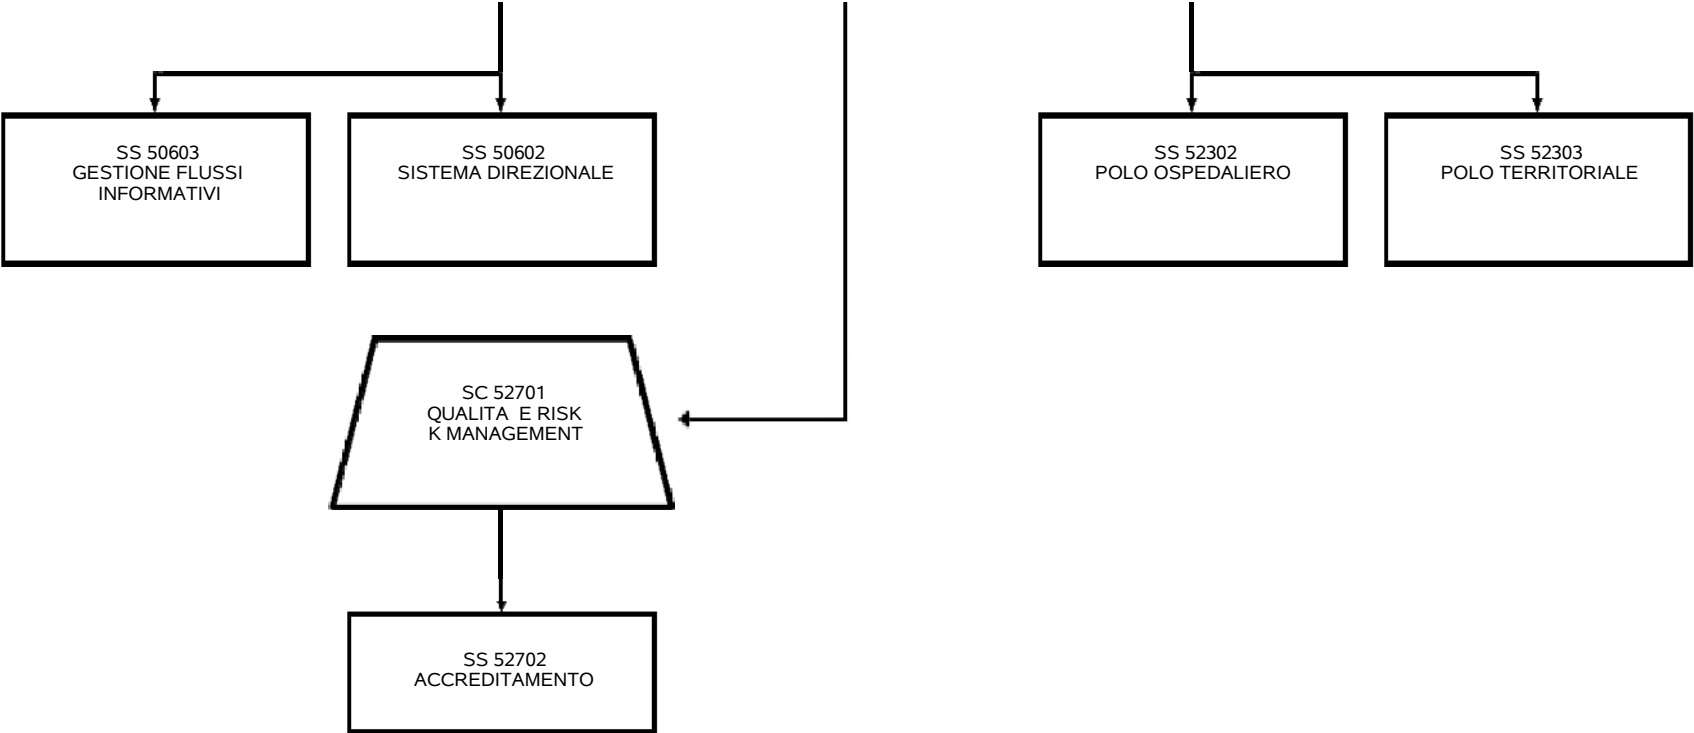 SS 50603
GESTIONE FLUSSI
INFORMATIVI
SS 50602
SISTEMA DIREZIONALE
SS 52302
POLO OSPEDALIERO
SS 52303
POLO TERRITORIALE
SC 52701
QUALITA  E RISK
K MANAGEMENT
SS 52702
ACCREDITAMENTO